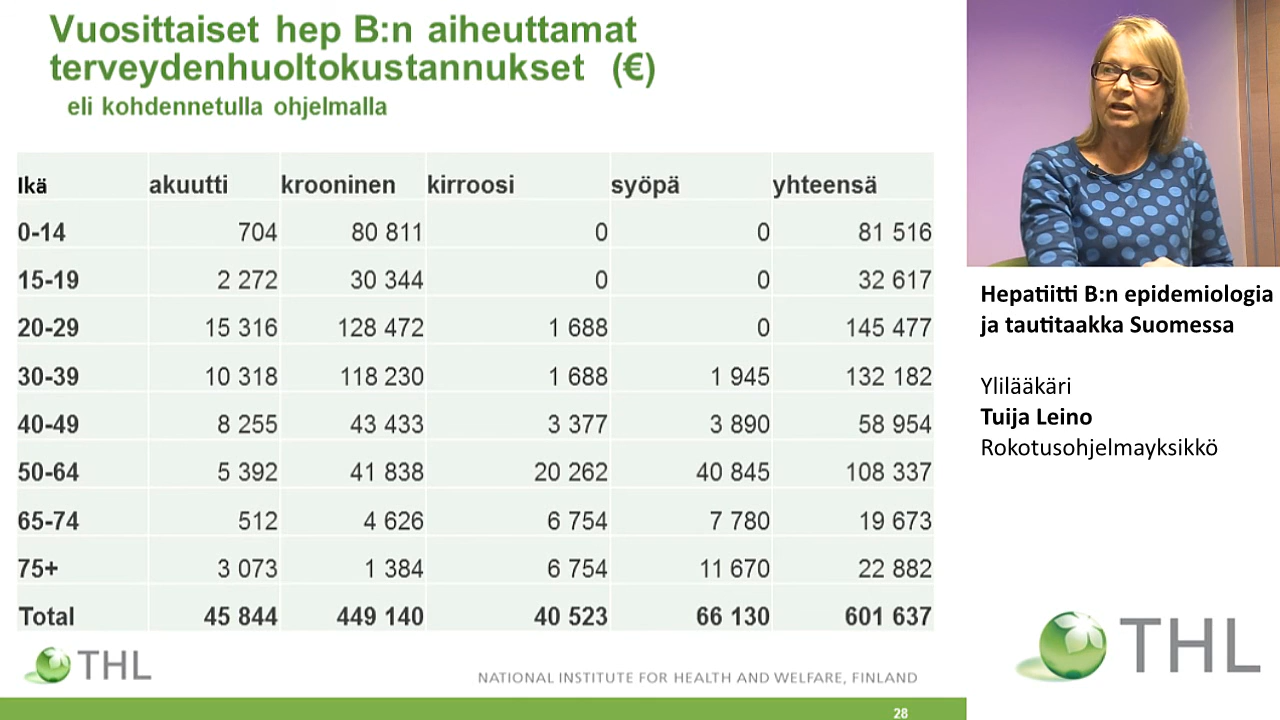 Vuosittaiset hep B:n aiheuttamat
terveydenhuoltokustannukset (€)
eli kohdennetulla ohjelmalla
Ikä akuutti krooninen kirroosi syöpä yhteensä
0-14 704 80 811 0 0 81 516
15-19 2 272 30 344 0 0 32 617
20-29 15 316 128 472 1 688 0 145 477
30-39 10 318 118 230 1 688 1 945 132 182
40-49 8 255 43 433 3 377 3 890 58 954
50-64 5 392 41 838 20 262 40 845 108 337
65-74 512 4 626 6 754 7 780 19 673
75+ 3 073 1 384 6 754 11 670 22 882
Total 45 844 449 140 40 523 66 130 601 637
THL
NATIONAL INSTITUTE FOR HEALTH AND WELFARE, FINLAND
28
Hepatiitti B:n epidemiologia
ja tautitaakka Suomessa
Ylilääkäri
Tuija Leino
Rokotusohjelmayksikkö
THL